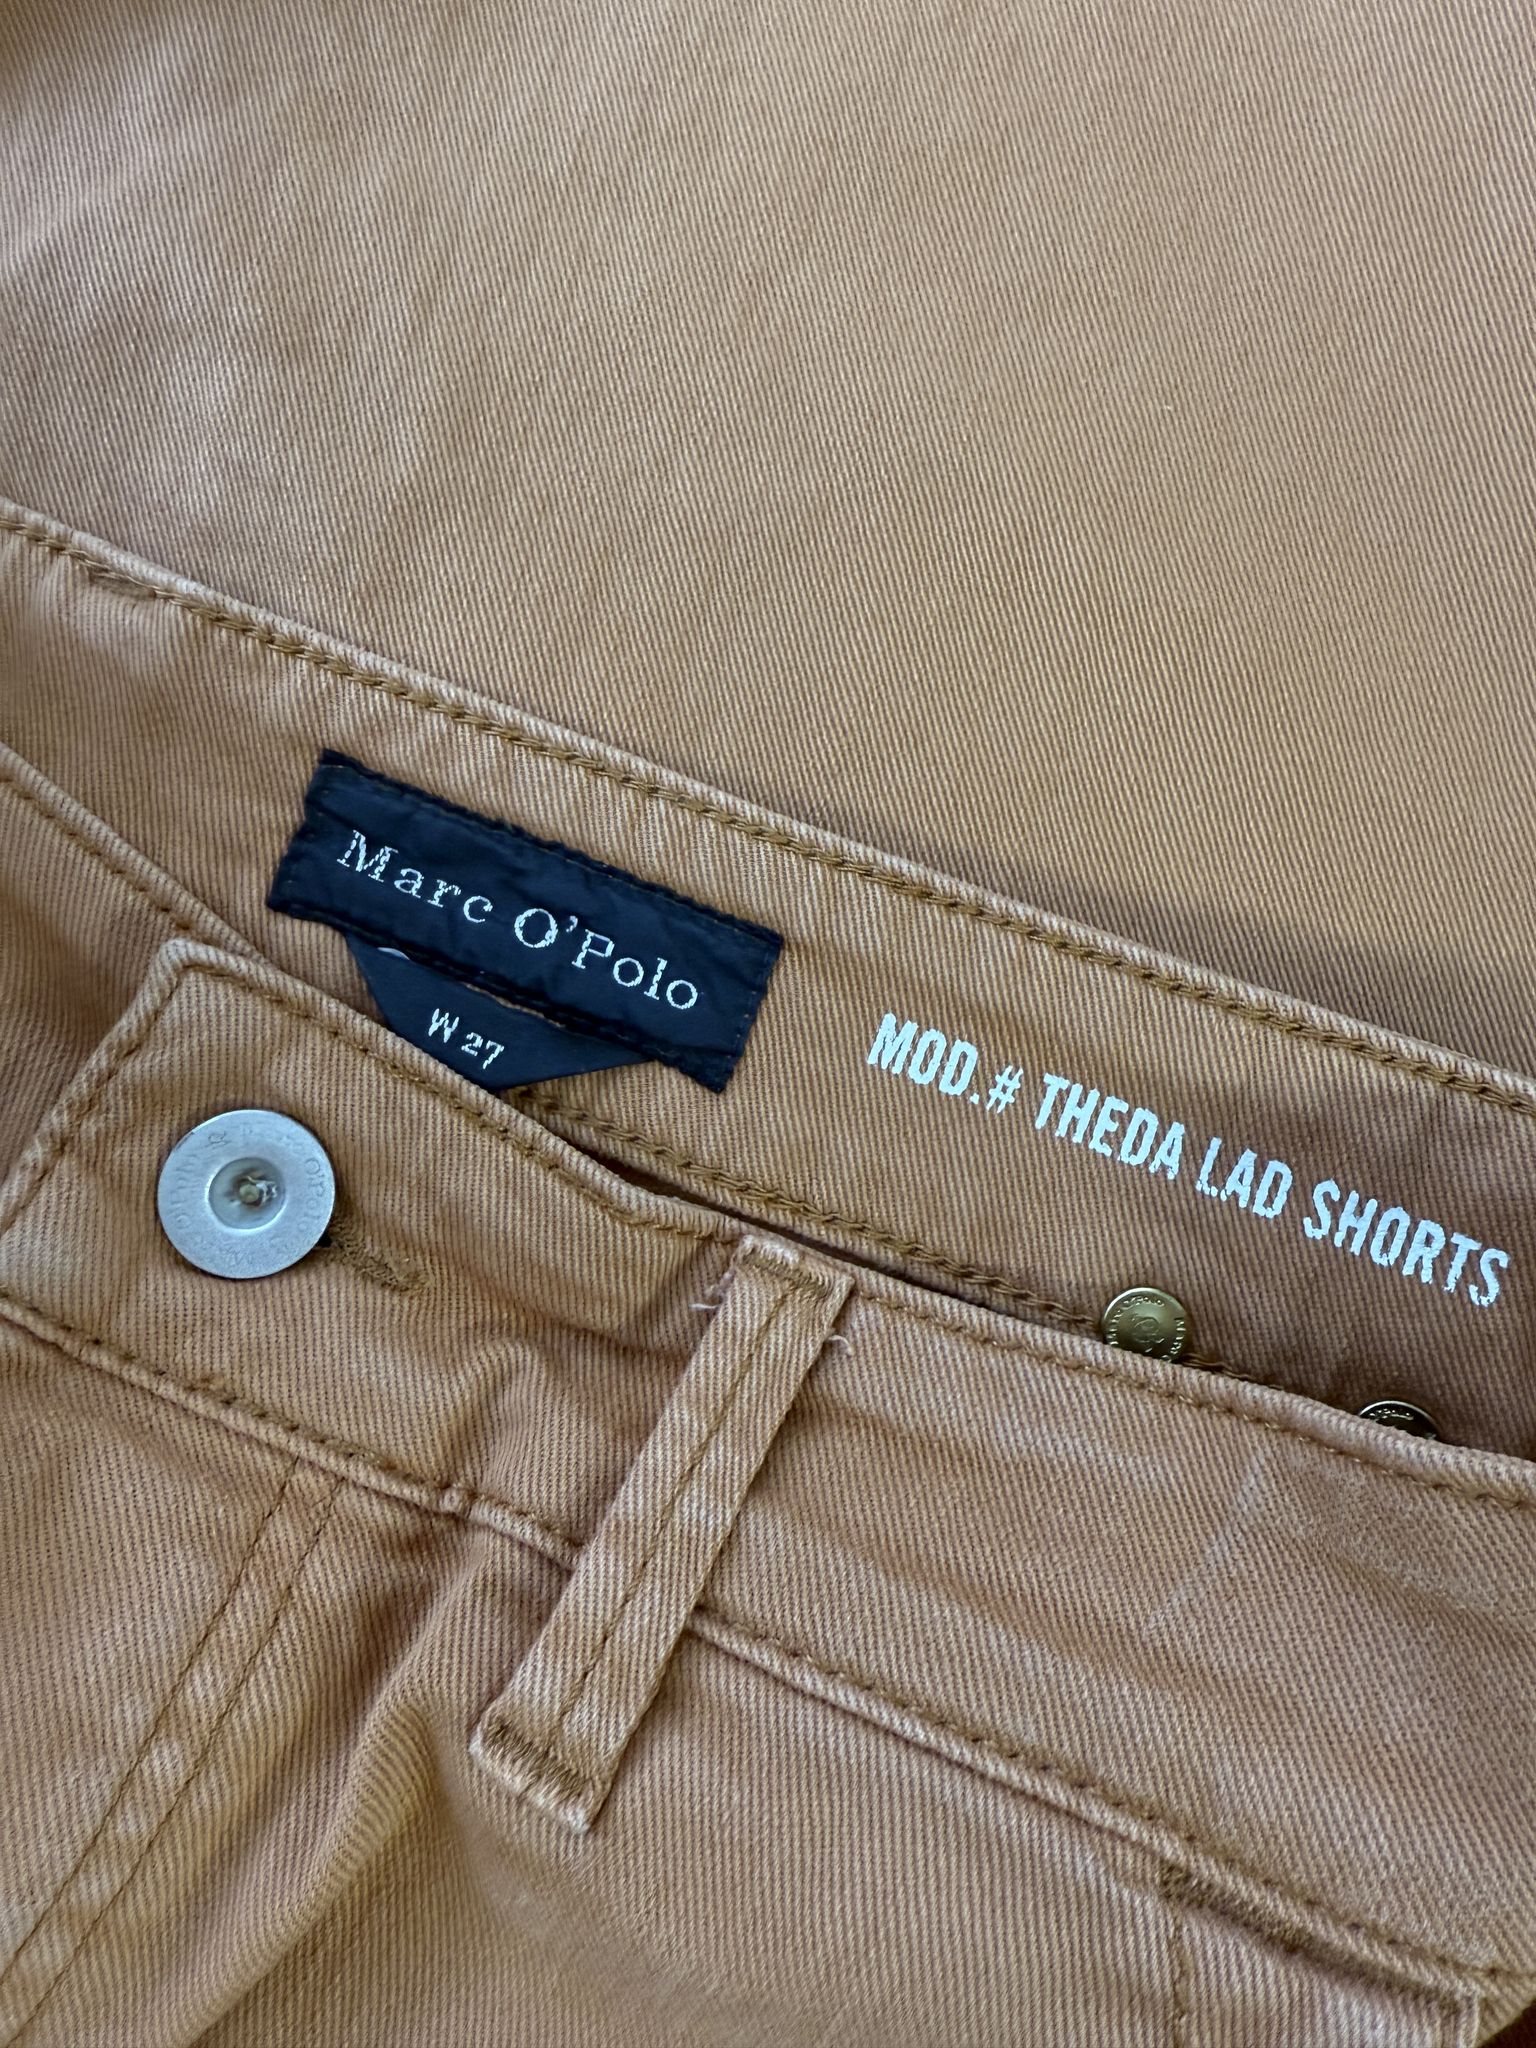 Marc O'Polo
W 27
MOD.# THEDA LAD SHORTS